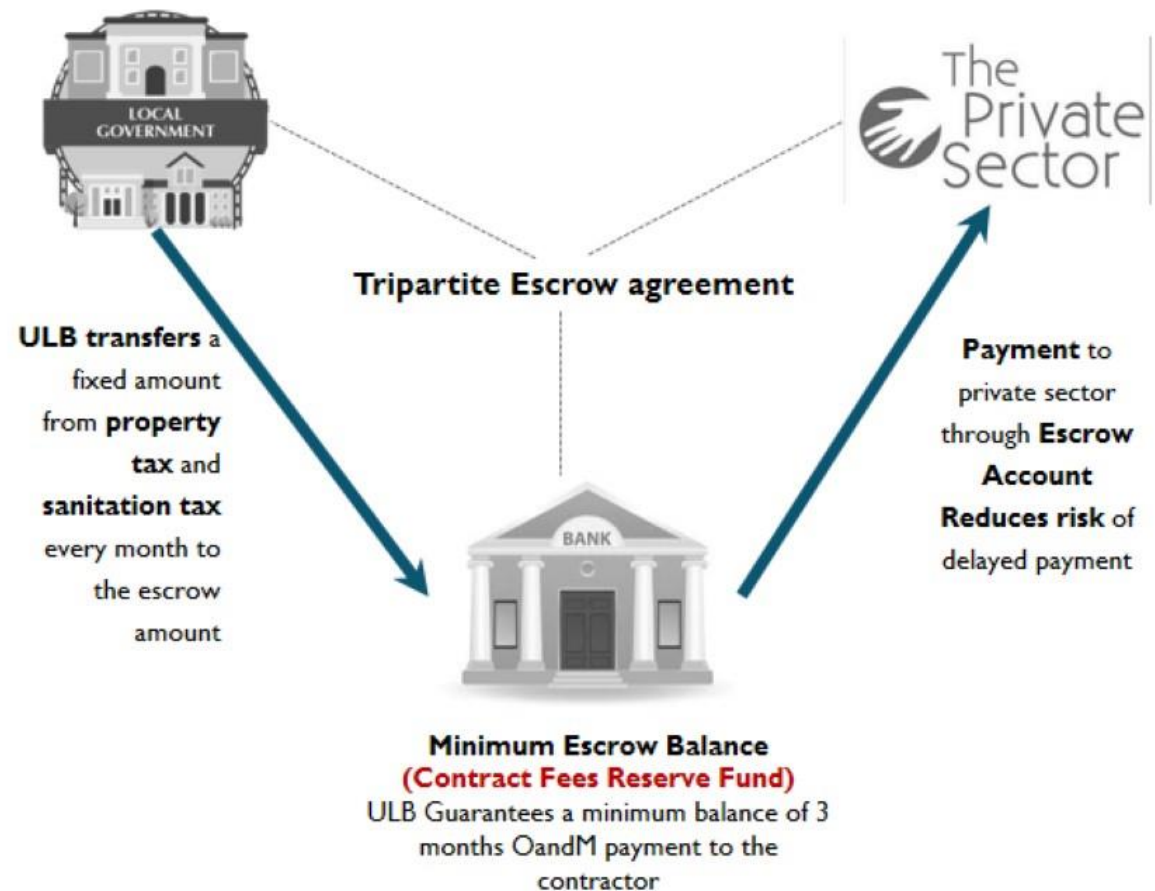 LOCAL
GOVERNMENT
The
Private
Sector
Tripartite Escrow agreement
ULB transfers a
fixed amount
from property
tax and
sanitation tax
every month to
the escrow
amount
Payment to
private sector
through Escrow
Account
Reduces risk of
delayed payment
BANK
Minimum Escrow Balance
(Contract Fees Reserve Fund)
ULB Guarantees a minimum balance of 3
months OandM payment to the
contractor